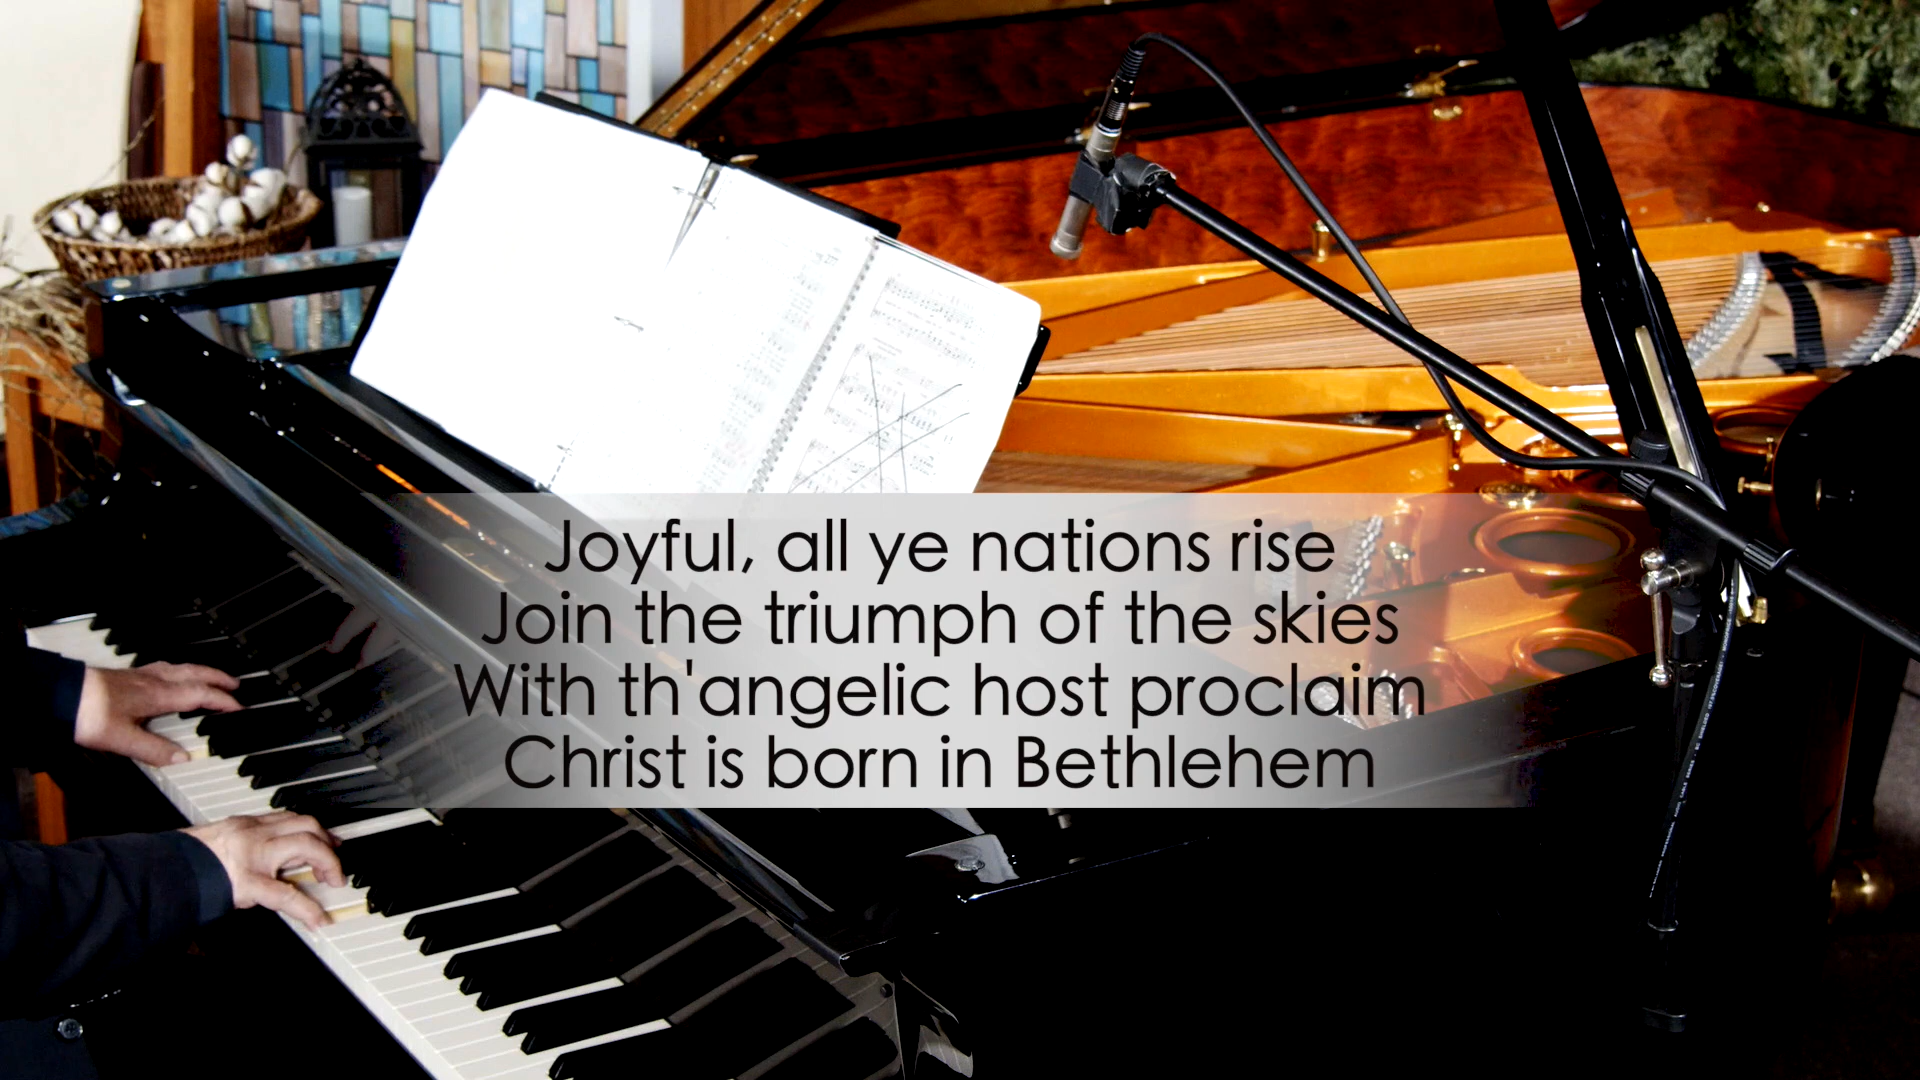 Joyful, all ye nations rise
Join the triumph of the skies
With th'angelic host proclaim
Christ is born in Bethlehem